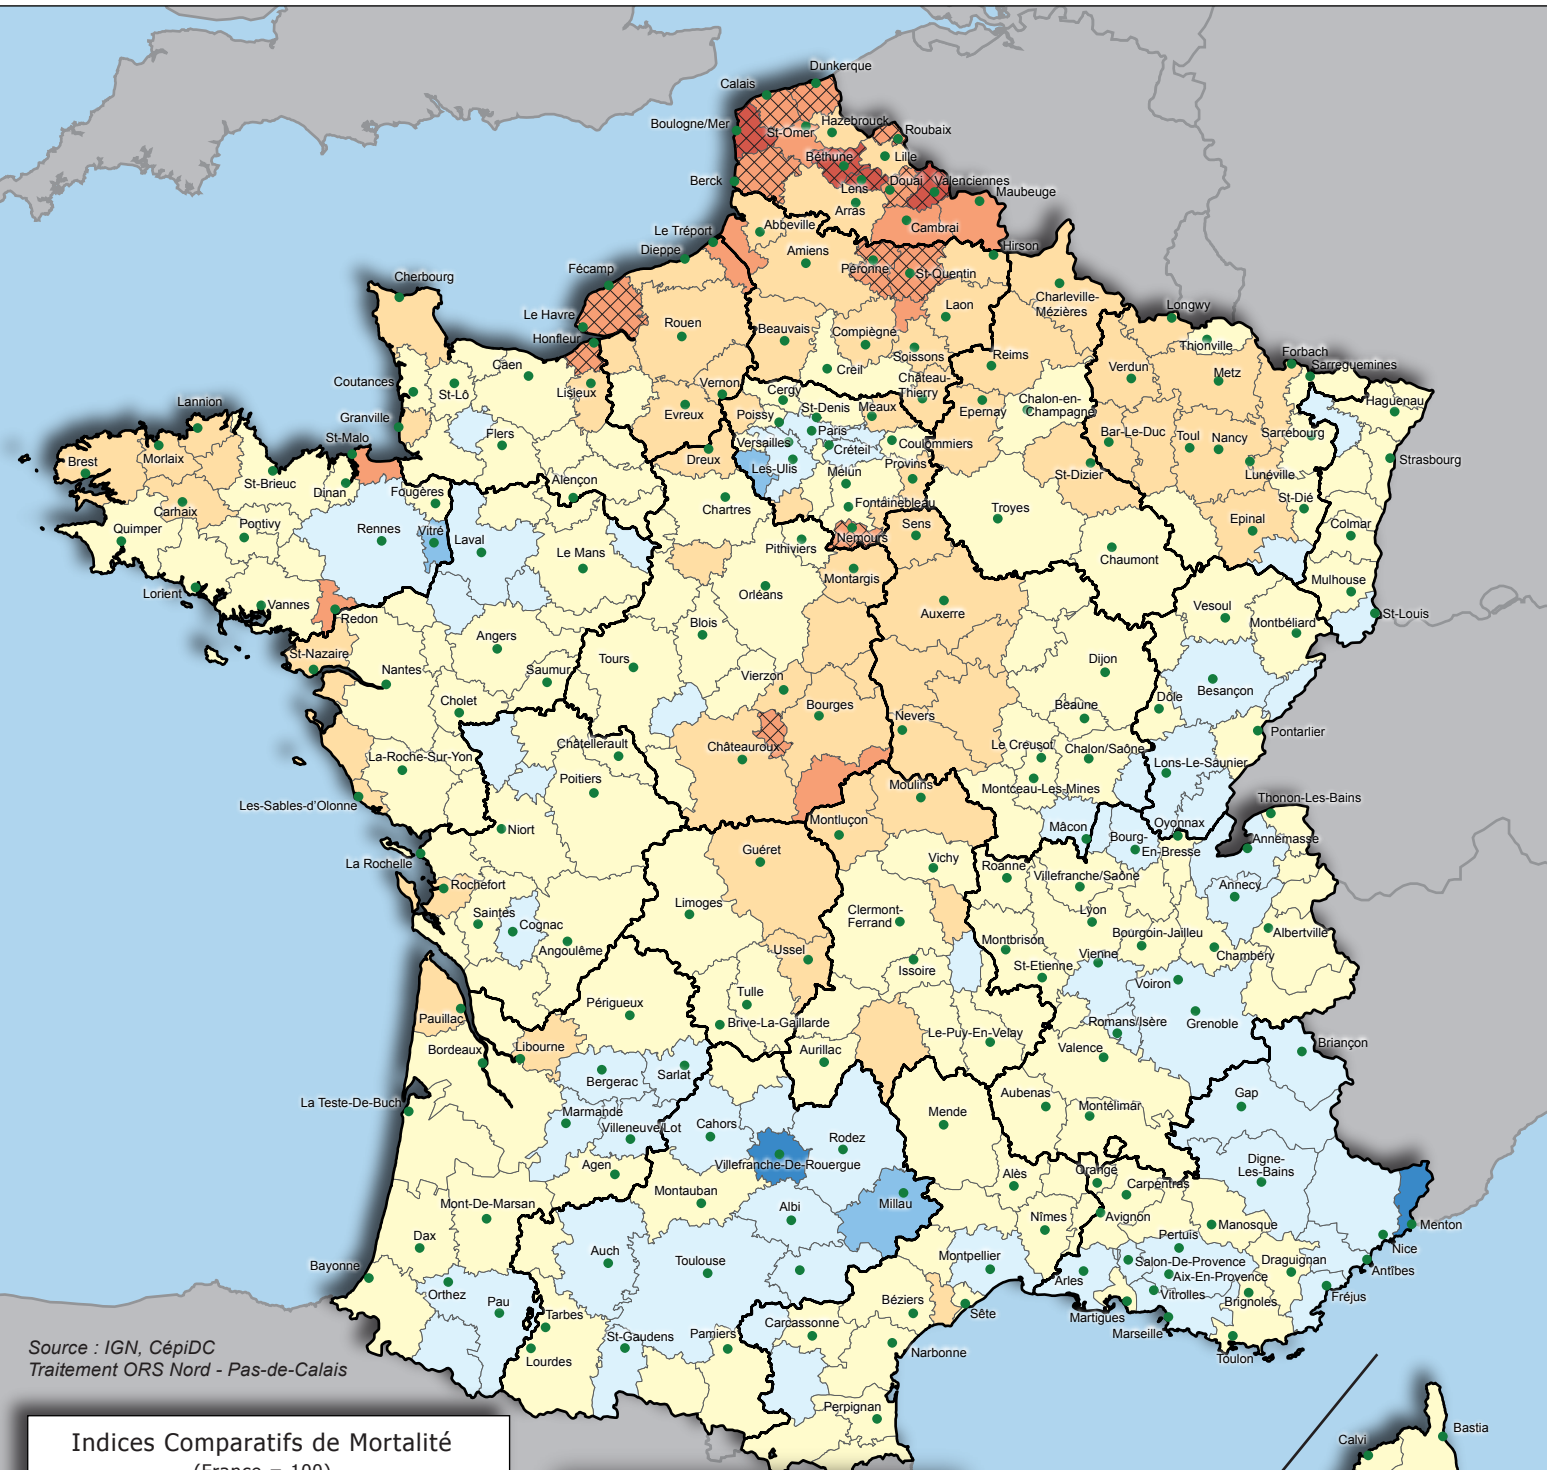 Dunkerque
Calais
Boulogne/Mer
St-Omer
Hazebrouck
Roubaix
Béthune
Lille
Berck
Lens
Douai
Valenciennes
Maubeuge
Arras
Cambrai
Le Tréport
Abbeville
Dieppe
Amiens
Hirson
Péronne
St-Quentin
Fécamp
Cherbourg
Charleville-
Mézières
Laon
Longwy
Le Havre
Rouen
Beauvais
Compiègne
Honfleur
Soissons
Thionville
Forbach
Sarreguemines
Caen
Creil
Reims
Verdun
Metz
Coutances
St-Lô
Lisieux
Vernon
Cergy
Château-
Thierry
Haguenau
Lannion
Granville
Evreux
Poissy
St-Denis
Meaux
Epernay
Chalon-en-
Champagne
Bar-Le-Duc
Toul
Nancy
Sarrebourg
Flers
Versailles
Paris
Créteil
Coulommiers
St-Malo
Brest
Morlaix
Dreux
Les-Ulis
Melun
Provins
St-Dizier
Lunéville
Strasbourg
St-Brieuc
Dinan
Fougères
Alençon
Chartres
Fontainebleau
Troyes
St-Dié
Carhaix
Quimper
Pontivy
Rennes
Vitré
Laval
Le Mans
Pithiviers
Nemours
Sens
Epinal
Colmar
Chaumont
Montargis
Mulhouse
Lorient
Vannes
Redon
Orléans
Auxerre
Vesoul
Montbéliard
St-Louis
Blois
Angers
St-Nazaire
Nantes
Saumur
Tours
Vierzon
Dijon
Besançon
Cholet
Bourges
Nevers
Beaune
Dôle
Pontarlier
La-Roche-Sur-Yon
Châtellerault
Châteauroux
Le Creusot
Chalon/Saône
Lons-Le-Saunier
Poitiers
Moulins
Montceau-Les-Mines
Les-Sables-d'Olonne
Niort
Montluçon
Mâcon
Bourg-
En-Bresse
Oyonnax
Thonon-Les-Bains
Annemasse
La Rochelle
Guéret
Vichy
Roanne
Villefranche/Saône
Rochefort
Annecy
Saintes
Cognac
Limoges
Clermont-
Ferrand
Lyon
Angoulême
Montbrison
Bourgoin-Jailleu
Albertville
Ussel
Issoire
St-Etienne
Vienne
Chambéry
Tulle
Voiron
Périgueux
Pauillac
Brive-La-Gaillarde
Le-Puy-En-Velay
Romans/Isère
Grenoble
Bordeaux
Libourne
Aurillac
Valence
Briançon
Bergerac
Sarlat
La Teste-De-Buch
Marmande
Villeneuve/Lot
Cahors
Rodez
Mende
Aubenas
Montélimar
Gap
Agen
Villefranche-De-Rouergue
Digne-
Les-Bains
Mont-De-Marsan
Montauban
Albi
Millau
Alès
Orange
Carpentras
Dax
Nîmes
Avignon
Manosque
Menton
Bayonne
Auch
Toulouse
Montpellier
Pertuis
Nice
Salon-De-Provence
Draguignan
Antibes
Orthez
Pau
Arles
Aix-En-Provence
Vitrolles
Brignoles
Fréjus
Tarbes
Béziers
Sête
Martigues
Marseille
Toulon
St-Gaudens
Pamiers
Carcassonne
Narbonne
Lourdes
Source : IGN, CépiDC
Traitement ORS Nord - Pas-de-Calais
Perpignan
Bastia
Calvi
Indices Comparatifs de Mortalité
(France = 100)